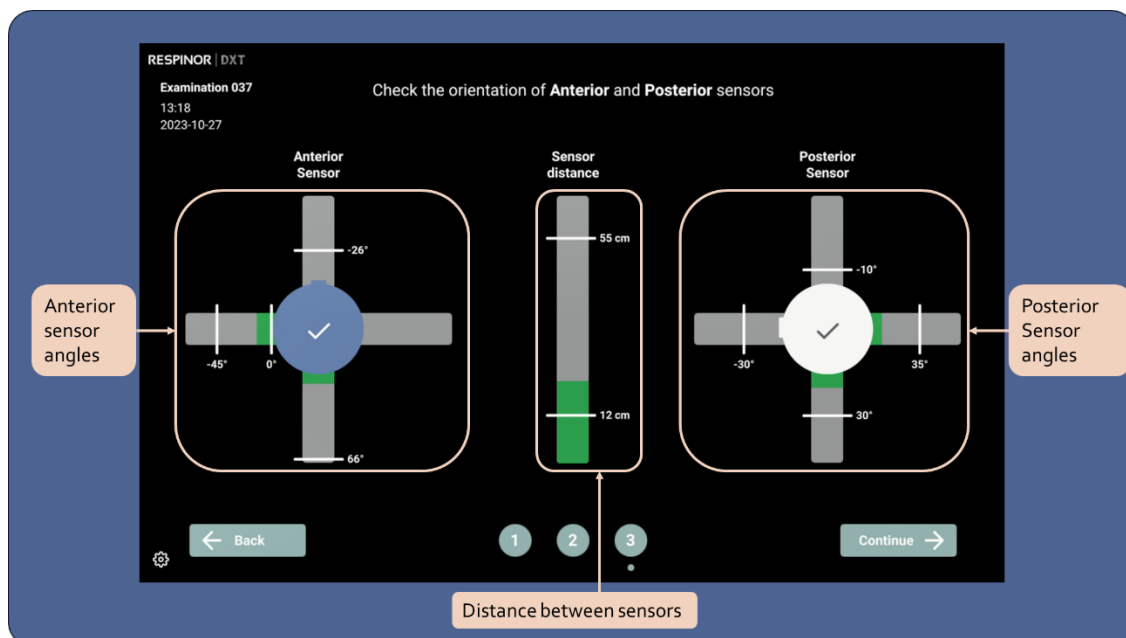 RESPINOR | DXT
Examination 037
13:18
2023-10-27
Check the orientation of Anterior and Posterior sensors
Anterior
Sensor
Sensor
distance
Posterior
Sensor
-26°
-45°
0°
66°
55 cm
12 cm
-10°
-30°
35°
30°
Anterior
sensor
angles
Posterior
Sensor
angles
Back
1
2
3
Continue
Distance between sensors